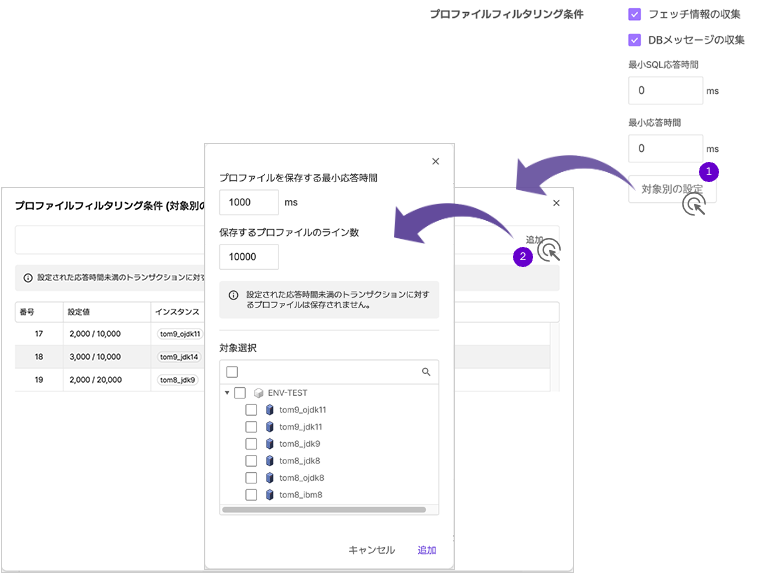 プロファイルフィルタリング条件
フェッチ情報の収集
DBメッセージの収集
最小SQL応答時間
0 ms
最小応答時間
0 ms
1
対象別の設定
プロファイルフィルタリング条件 (対象別の
追加
2
設定された応答時間未満のトランザクションに対す
番号 設定値 インスタンス
17 2,000 / 10,000 tom9_ojdk11
18 3,000 / 10,000 tom9_jdk14
19 2,000 / 20,000 tom8_jdk9
プロファイルを保存する最小応答時間
1000 ms
保存するプロファイルのライン数
10000
設定された応答時間未満のトランザクションに対す
るプロファイルは保存されません。
対象選択
ENV-TEST
tom9_ojdk11
tom9_jdk11
tom8_jdk9
tom8_jdk8
tom8_ojdk8
tom8_ibm8
キャンセル 追加